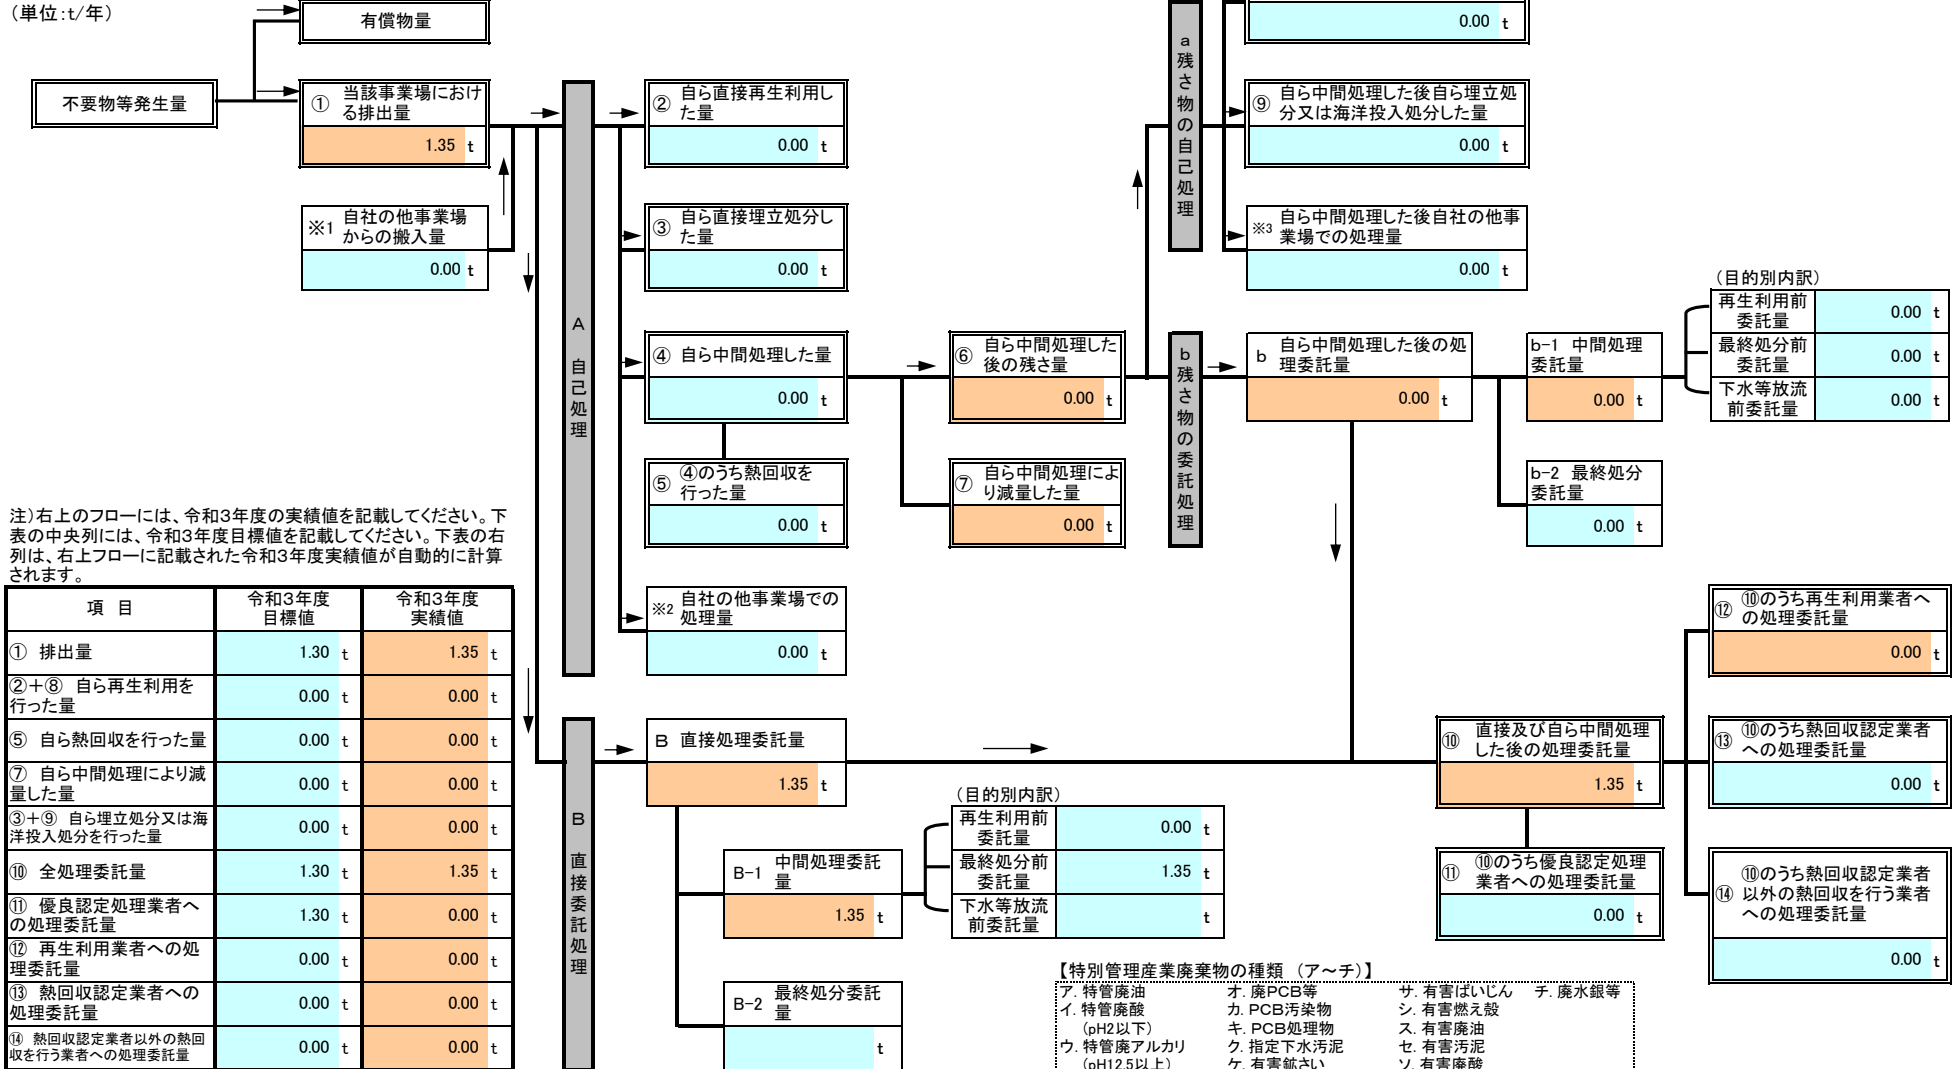 (単位:t/年)
有償物量
不要物等発生量
① 当該事業場におけ
る排出量
1.35 t
※1 自社の他事業場
からの搬入量
0.00 t
A 自己処理
② 自ら直接再生利用し
た量
0.00 t
③ 自ら直接埋立処分し
た量
0.00 t
④ 自ら中間処理した量
0.00 t
⑤ ④のうち熱回収を
行った量
0.00 t
※2 自社の他事業場での
処理量
0.00 t
⑥ 自ら中間処理した
後の残さ量
0.00 t
⑦ 自ら中間処理によ
り減量した量
0.00 t
a 残さ物の自己処理
0.00 t
⑨ 自ら中間処理した後自ら埋立処
分又は海洋投入処分した量
0.00 t
※3 自ら中間処理した後自社の他事
業場での処理量
0.00 t
b 残さ物の委託処理
b 自ら中間処理した後の処
理委託量
0.00 t
b-1 中間処理
委託量
0.00 t
b-2 最終処分
委託量
0.00 t
(目的別内訳)
再生利用前
委託量 0.00 t
最終処分前
委託量 0.00 t
下水等放流
前委託量 0.00 t
注)右上のフローには、令和3年度の実績値を記載してください。下
表の中央列には、令和3年度目標値を記載してください。下表の右
列は、右上フローに記載された令和3年度実績値が自動的に計算
されます。
項 目 令和3年度
目標値 令和3年度
実績値
① 排出量 1.30 t 1.35 t
②+⑧ 自ら再生利用を
行った量 0.00 t 0.00 t
⑤ 自ら熱回収を行った量 0.00 t 0.00 t
⑦ 自ら中間処理により減
量した量 0.00 t 0.00 t
③+⑨ 自ら埋立処分又は海
洋投入処分を行った量 0.00 t 0.00 t
⑩ 全処理委託量 1.30 t 1.35 t
⑪ 優良認定処理業者へ
の処理委託量 1.30 t 0.00 t
⑫ 再生利用業者への処
理委託量 0.00 t 0.00 t
⑬ 熱回収認定業者への
処理委託量 0.00 t 0.00 t
⑭ 熱回収認定業者以外の熱回
収を行う業者への処理委託量 0.00 t 0.00 t
B 直接委託処理
B 直接処理委託量
1.35 t
B-1 中間処理委託
量
1.35 t
B-2 最終処分委託
量
t
(目的別内訳)
再生利用前
委託量 0.00 t
最終処分前
委託量 1.35 t
下水等放流
前委託量 t
⑩ 直接及び自ら中間処理
した後の処理委託量
1.35 t
⑪ ⑩のうち優良認定処理
業者への処理委託量
0.00 t
⑫ ⑩のうち再生利用業者へ
の処理委託量
0.00 t
⑬ ⑩のうち熱回収認定業者
への処理委託量
0.00 t
⑭ ⑩のうち熱回収認定業者
以外の熱回収を行う業者
への処理委託量
0.00 t
【特別管理産業廃棄物の種類 (ア~チ)】
ア. 特管廃油 オ. 廃PCB等 サ. 有害ばいじん チ. 廃水銀等
イ. 特管廃酸 カ. PCB汚染物 シ. 有害燃え殻
(pH2以下) キ. PCB処理物 ス. 有害廃油
ウ. 特管廃アルカリ ク. 指定下水汚泥 セ. 有害汚泥
(pH12.5以上) ケ. 有害鉱さい ソ. 有害廃酸